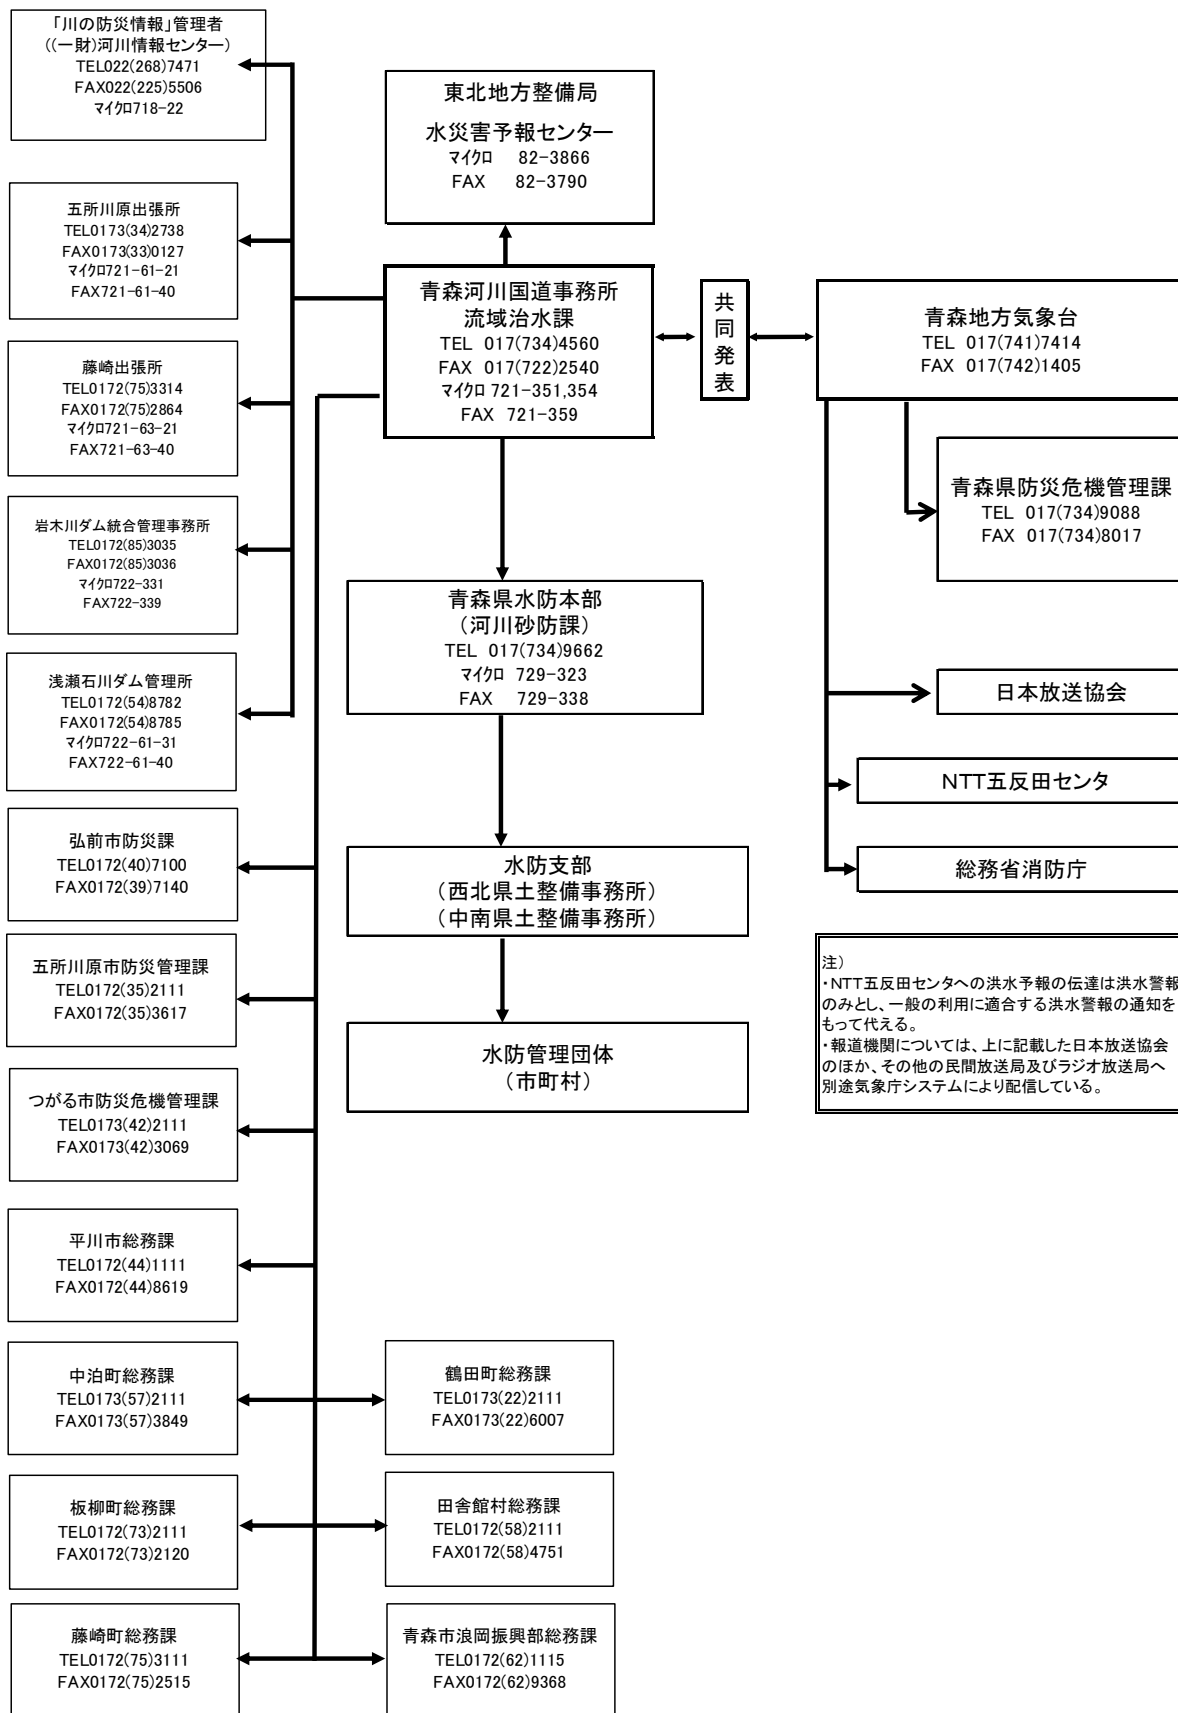 「川の防災情報」管理者
((一財)河川情報センター)
TEL022(268)7471
FAX022(225)5506
ﾏｲｸﾛ718-22
東北地方整備局
水災害予報センター
ﾏｲｸﾛ 82-3866
FAX 82-3790
五所川原出張所
TEL0173(34)2738
FAX0173(33)0127
ﾏｲｸﾛ721-61-21
FAX721-61-40
青森河川国道事務所
流域治水課
TEL 017(734)4560
FAX 017(722)2540
ﾏｲｸﾛ 721-351,354
FAX 721-359
共
同
発
表
青森地方気象台
TEL 017(741)7414
FAX 017(742)1405
藤崎出張所
TEL0172(75)3314
FAX0172(75)2864
ﾏｲｸﾛ721-63-21
FAX721-63-40
青森県防災危機管理課
TEL 017(734)9088
FAX 017(734)8017
岩木川ダム統合管理事務所
TEL0172(85)3035
FAX0172(85)3036
ﾏｲｸﾛ722-331
FAX722-339
青森県水防本部
(河川砂防課)
TEL 017(734)9662
ﾏｲｸﾛ 729-323
FAX 729-338
浅瀬石川ダム管理所
TEL0172(54)8782
FAX0172(54)8785
ﾏｲｸﾛ722-61-31
FAX722-61-40
日本放送協会
NTT五反田センタ
総務省消防庁
弘前市防災課
TEL0172(40)7100
FAX0172(39)7140
水防支部
(西北県土整備事務所)
(中南県土整備事務所)
五所川原市防災管理課
TEL0172(35)2111
FAX0172(35)3617
注)
・NTT五反田センタへの洪水予報の伝達は洪水警報
のみとし、一般の利用に適合する洪水警報の通知を
もって代える。
・報道機関については、上に記載した日本放送協会
のほか、その他の民間放送局及びラジオ放送局へ
別途気象庁システムにより配信している。
水防管理団体
(市町村)
つがる市防災危機管理課
TEL0173(42)2111
FAX0173(42)3069
平川市総務課
TEL0172(44)1111
FAX0172(44)8619
中泊町総務課
TEL0173(57)2111
FAX0173(57)3849
鶴田町総務課
TEL0173(22)2111
FAX0173(22)6007
板柳町総務課
TEL0172(73)2111
FAX0172(73)2120
田舎館村総務課
TEL0172(58)2111
FAX0172(58)4751
藤崎町総務課
TEL0172(75)3111
FAX0172(75)2515
青森市浪岡振興部総務課
TEL0172(62)1115
FAX0172(62)9368